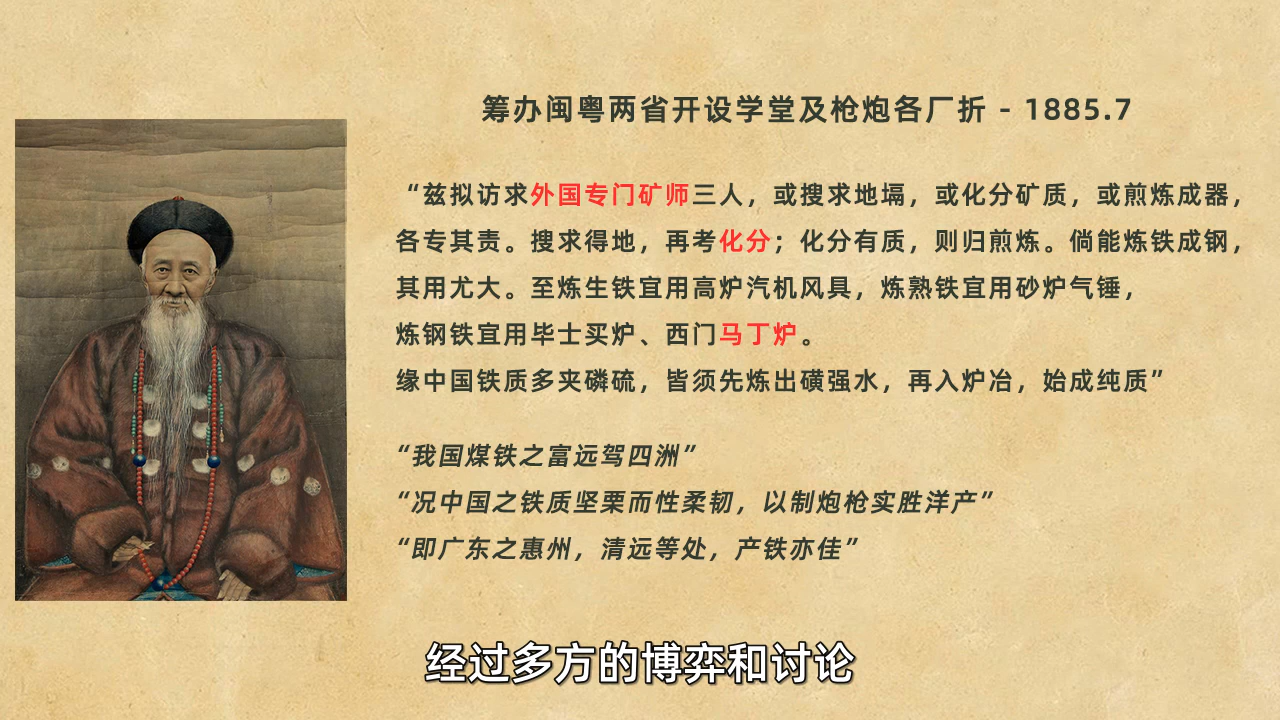 筹办闽粤两省开设学堂及枪炮各厂折 - 1885.7
“兹拟访求外国专门矿师三人，或搜求地塥，或化分矿质，或煎炼成器，
各专其责。搜求得地，再考化分；化分有质，则归煎炼。倘能炼铁成钢，
其用尤大。至炼生铁宜用高炉汽机风具，炼熟铁宜用砂炉气锤，
炼钢铁宜用毕士买炉、西门马丁炉。
缘中国铁质多夹磷硫，皆须先炼出磺强水，再入炉冶，始成纯质”
“我国煤铁之富远驾四洲”
“况中国之铁质坚栗而性柔韧，以制炮枪实胜洋产”
“即广东之惠州，清远等处，产铁亦佳”
经过多方的博弈和讨论